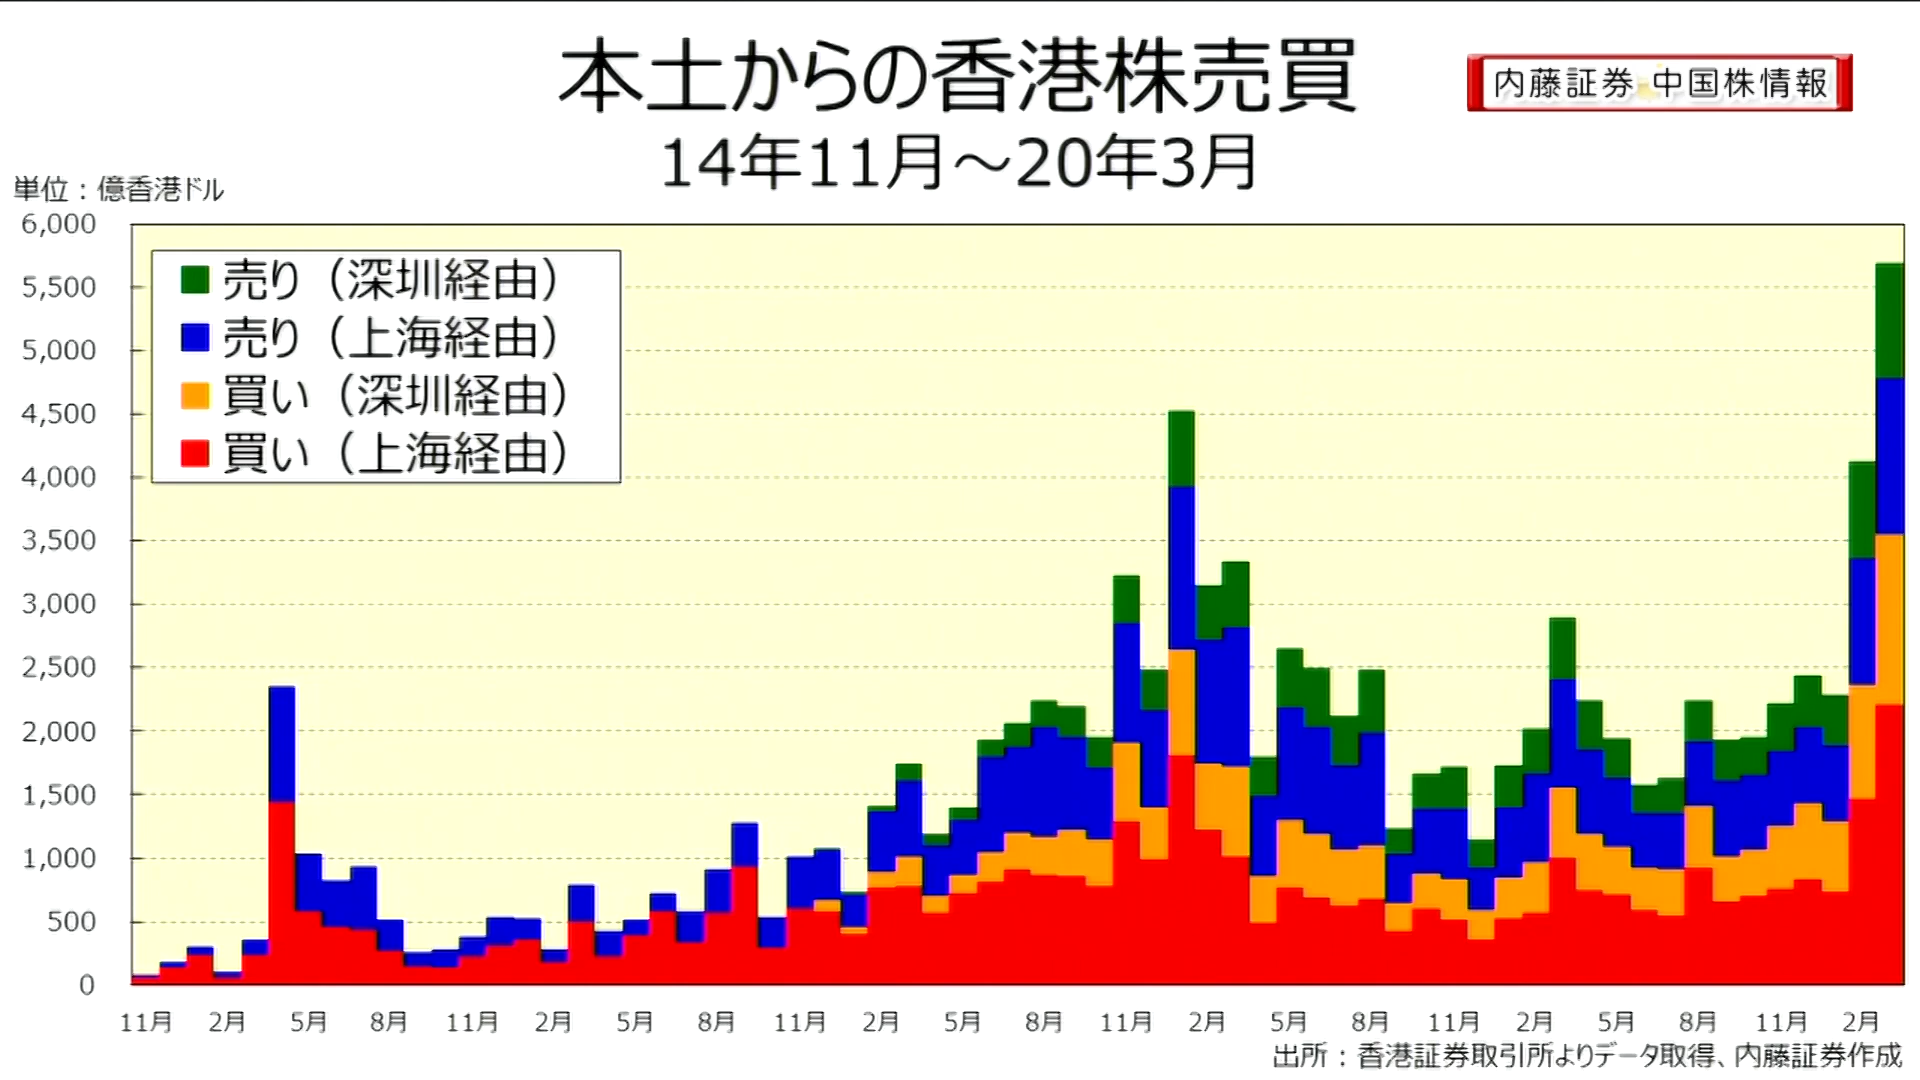 本土からの香港株売買
内藤証券 中国株情報
14年11月～20年3月
単位：億香港ドル
6,000
5,500
5,000
4,500
4,000
3,500
3,000
2,500
2,000
1,500
1,000
500
0
売り（深圳経由）
売り（上海経由）
買い（深圳経由）
買い（上海経由）
11月 2月 5月 8月 11月 2月 5月 8月 11月 2月 5月 8月 11月 2月 5月 8月 11月 2月 5月 8月 11月 2月
出所：香港証券取引所よりデータ取得、内藤証券作成